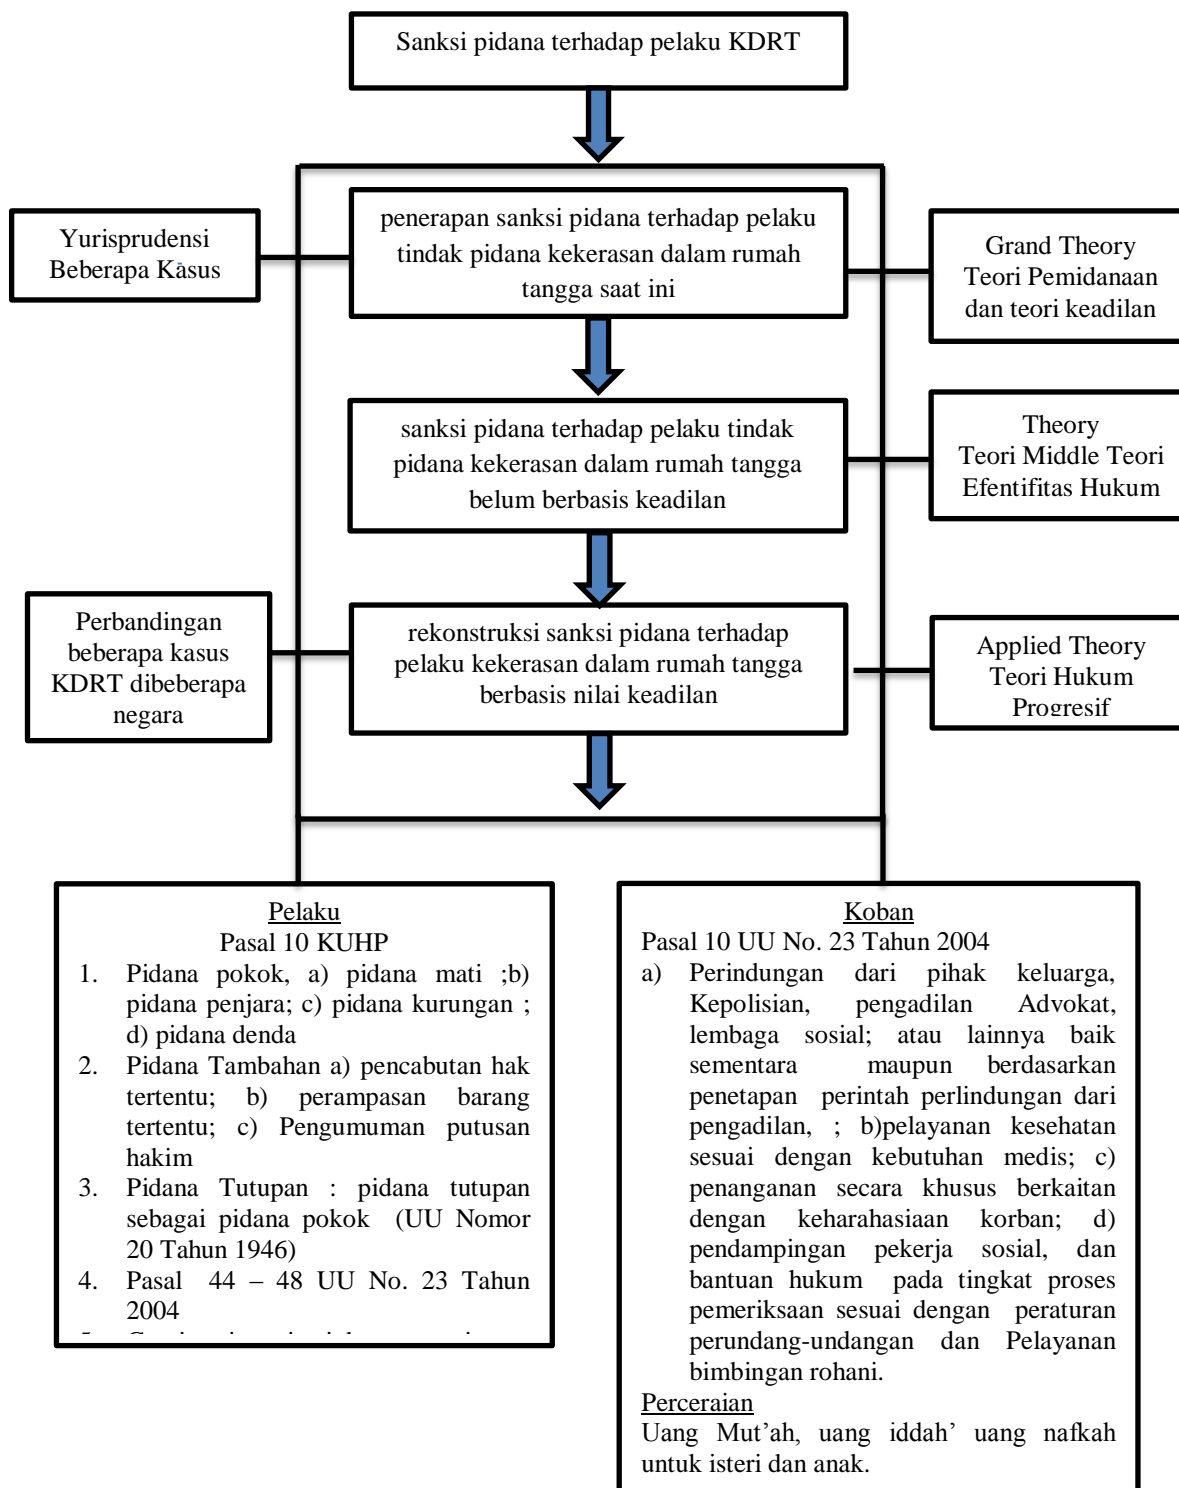 Sanksi pidana terhadap pelaku KDRT
Yurisprudensi
Beberapa Kasus
penerapan sanksi pidana terhadap pelaku
tindak pidana kekerasan dalam rumah
tangga saat ini
Grand Theory
Teori Pemidanaan
dan teori keadilan
sanksi pidana terhadap pelaku tindak
pidana kekerasan dalam rumah tangga
belum berbasis keadilan
Theory
Teori Middle Teori
Efentifitas Hukum
Perbandingan
beberapa kasus
KDRT dibeberapa
negara
rekonstruksi sanksi pidana terhadap
pelaku kekerasan dalam rumah tangga
berbasis nilai keadilan
Applied Theory
Teori Hukum
Progresif
Pelaku
Pasal 10 KUHP
1. Pidana pokok, a) pidana mati ;b)
pidana penjara; c) pidana kurungan ;
d) pidana denda
2. Pidana Tambahan a) pencabutan hak
tertentu; b) perampasan barang
tertentu; c) Pengumuman putusan
hakim
3. Pidana Tutupan : pidana tutupan
sebagai pidana pokok (UU Nomor
20 Tahun 1946)
4. Pasal 44 – 48 UU No. 23 Tahun
2004
Koban
Pasal 10 UU No. 23 Tahun 2004
a) Perindungan dari pihak keluarga,
Kepolisian, pengadilan Advokat,
lembaga sosial; atau lainnya baik
sementara maupun berdasarkan
penetapan perintah perlindungan dari
pengadilan, ; b)pelayanan kesehatan
sesuai dengan kebutuhan medis; c)
penanganan secara khusus berkaitan
dengan keharahasiaan korban; d)
pendampingan pekerja sosial, dan
bantuan hukum pada tingkat proses
pemeriksaan sesuai dengan peraturan
perundang-undangan dan Pelayanan
bimbingan rohani.
Perceraian
Uang Mut’ah, uang iddah’ uang nafkah
untuk isteri dan anak.